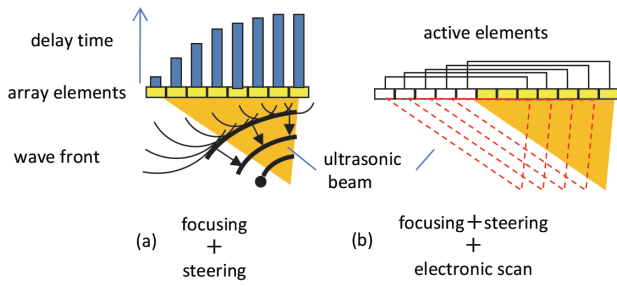 delay time
array elements
wave front
ultrasonic
beam
active elements
(a) focusing
+
steering
(b) focusing+steering
+
electronic scan